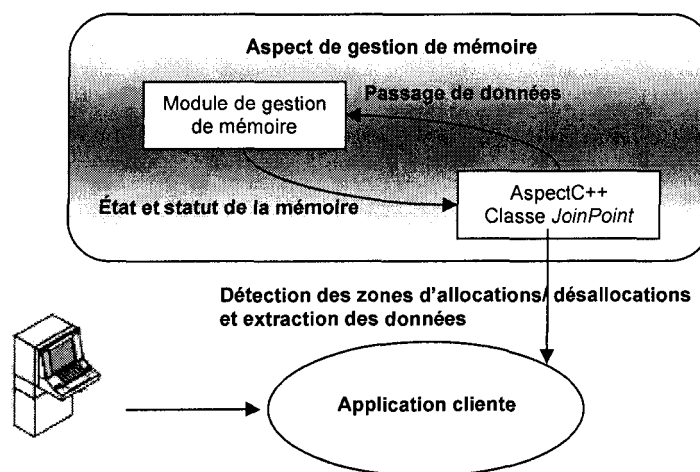 Aspect de gestion de mémoire
Passage de données
Module de gestion
de mémoire
AspectC++
Classe JoinPoint
État et statut de la mémoire
Détection des zones d'allocations/ désallocations
et extraction des données
Application cliente